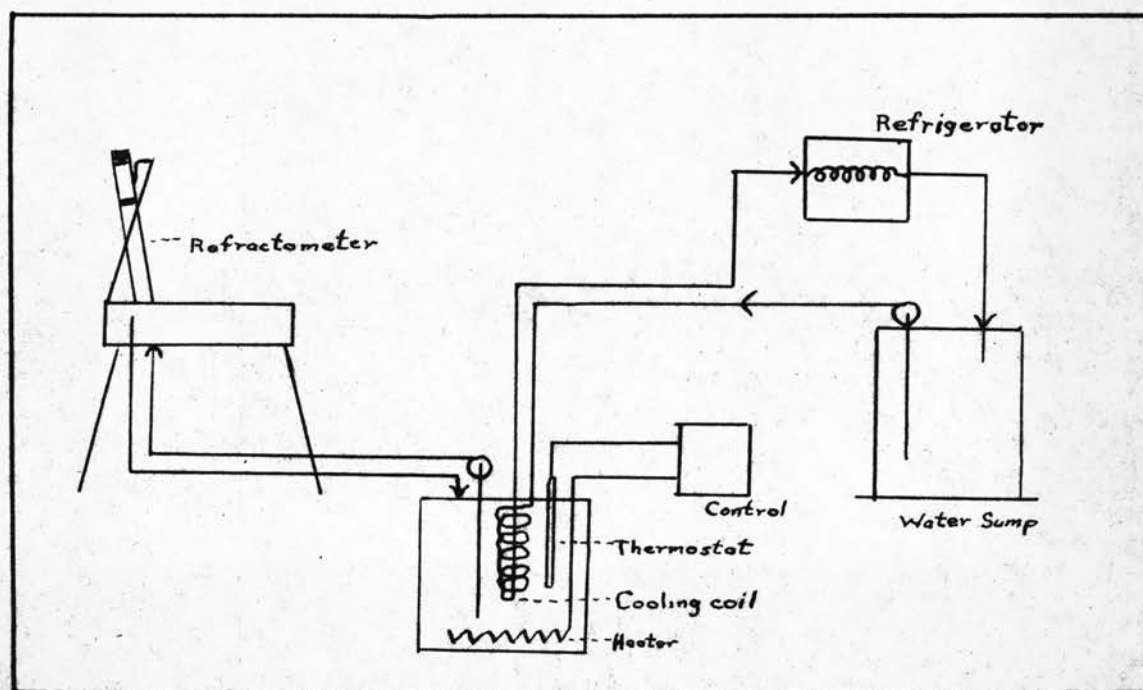 Refrigerator
Refractometer
Control
Water Sump
Thermostat
Cooling coil
Heater